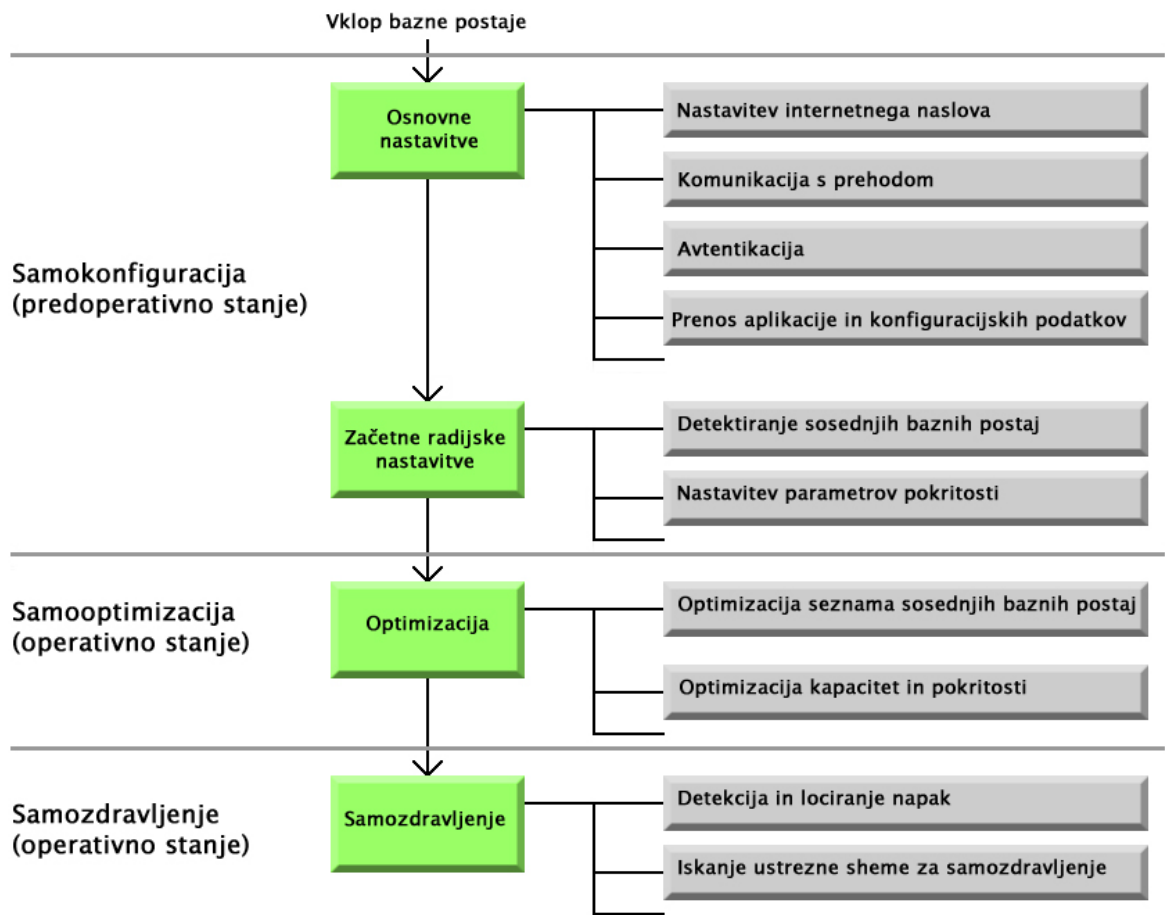 Vklop bazne postaje
Osnovne
nastavitve
Nastavitev internetnega naslova
Komunikacija s prehodom
Avtentikacija
Prenos aplikacije in konfiguracijskih podatkov
Samokonfiguracija
(predoperativno stanje)
Začetne radijske
nastavitve
Detektiranje sosednjih baznih postaj
Nastavitev parametrov pokritosti
Samooptimizacija
(operativno stanje)
Optimizacija
Optimizacija seznama sosednjih baznih postaj
Optimizacija kapacitet in pokritosti
Samozdravljenje
(operativno stanje)
Samozdravljenje
Detekcija in lociranje napak
Iskanje ustrezne sheme za samozdravljenje